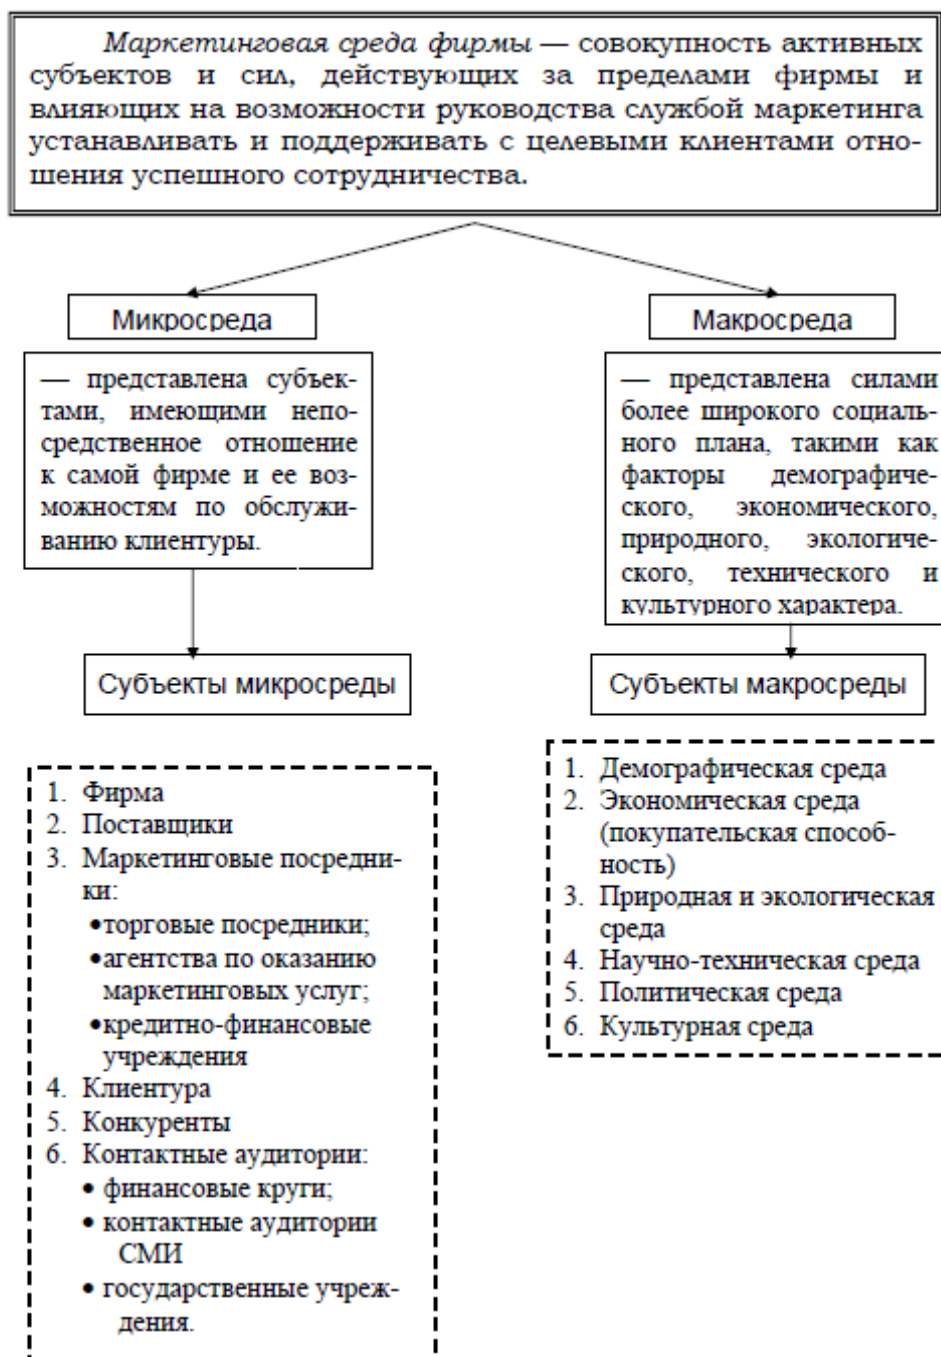 Маркетинговая среда фирмы — совокупность активных
субъектов и сил, действующих за пределами фирмы и
влияющих на возможности руководства службой маркетинга
устанавливать и поддерживать с целевыми клиентами отно-
шения успешного сотрудничества.
Микросреда
— представлена субъек-
тами, имеющими непо-
средственное отношение
к самой фирме и ее воз-
можностям по обслужи-
ванию клиентуры.
Субъекты микросреды
1. Фирма
2. Поставщики
3. Маркетинговые посредни-
ки:
•торговые посредники;
•агентства по оказанию
маркетинговых услуг;
•кредитно-финансовые
учреждения
4. Клиентура
5. Конкуренты
6. Контактные аудитории:
• финансовые круги;
• контактные аудитории
СМИ
• государственные учреж-
дения.
Макросреда
— представлена силами
более широкого социаль-
ного плана, такими как
факторы демографиче-
ского, экономического,
природного, экологиче-
ского, технического и
культурного характера.
Субъекты макросреды
1. Демографическая среда
2. Экономическая среда
(покупательская способ-
ность)
3. Природная и экологическая
среда
4. Научно-техническая среда
5. Политическая среда
6. Культурная среда